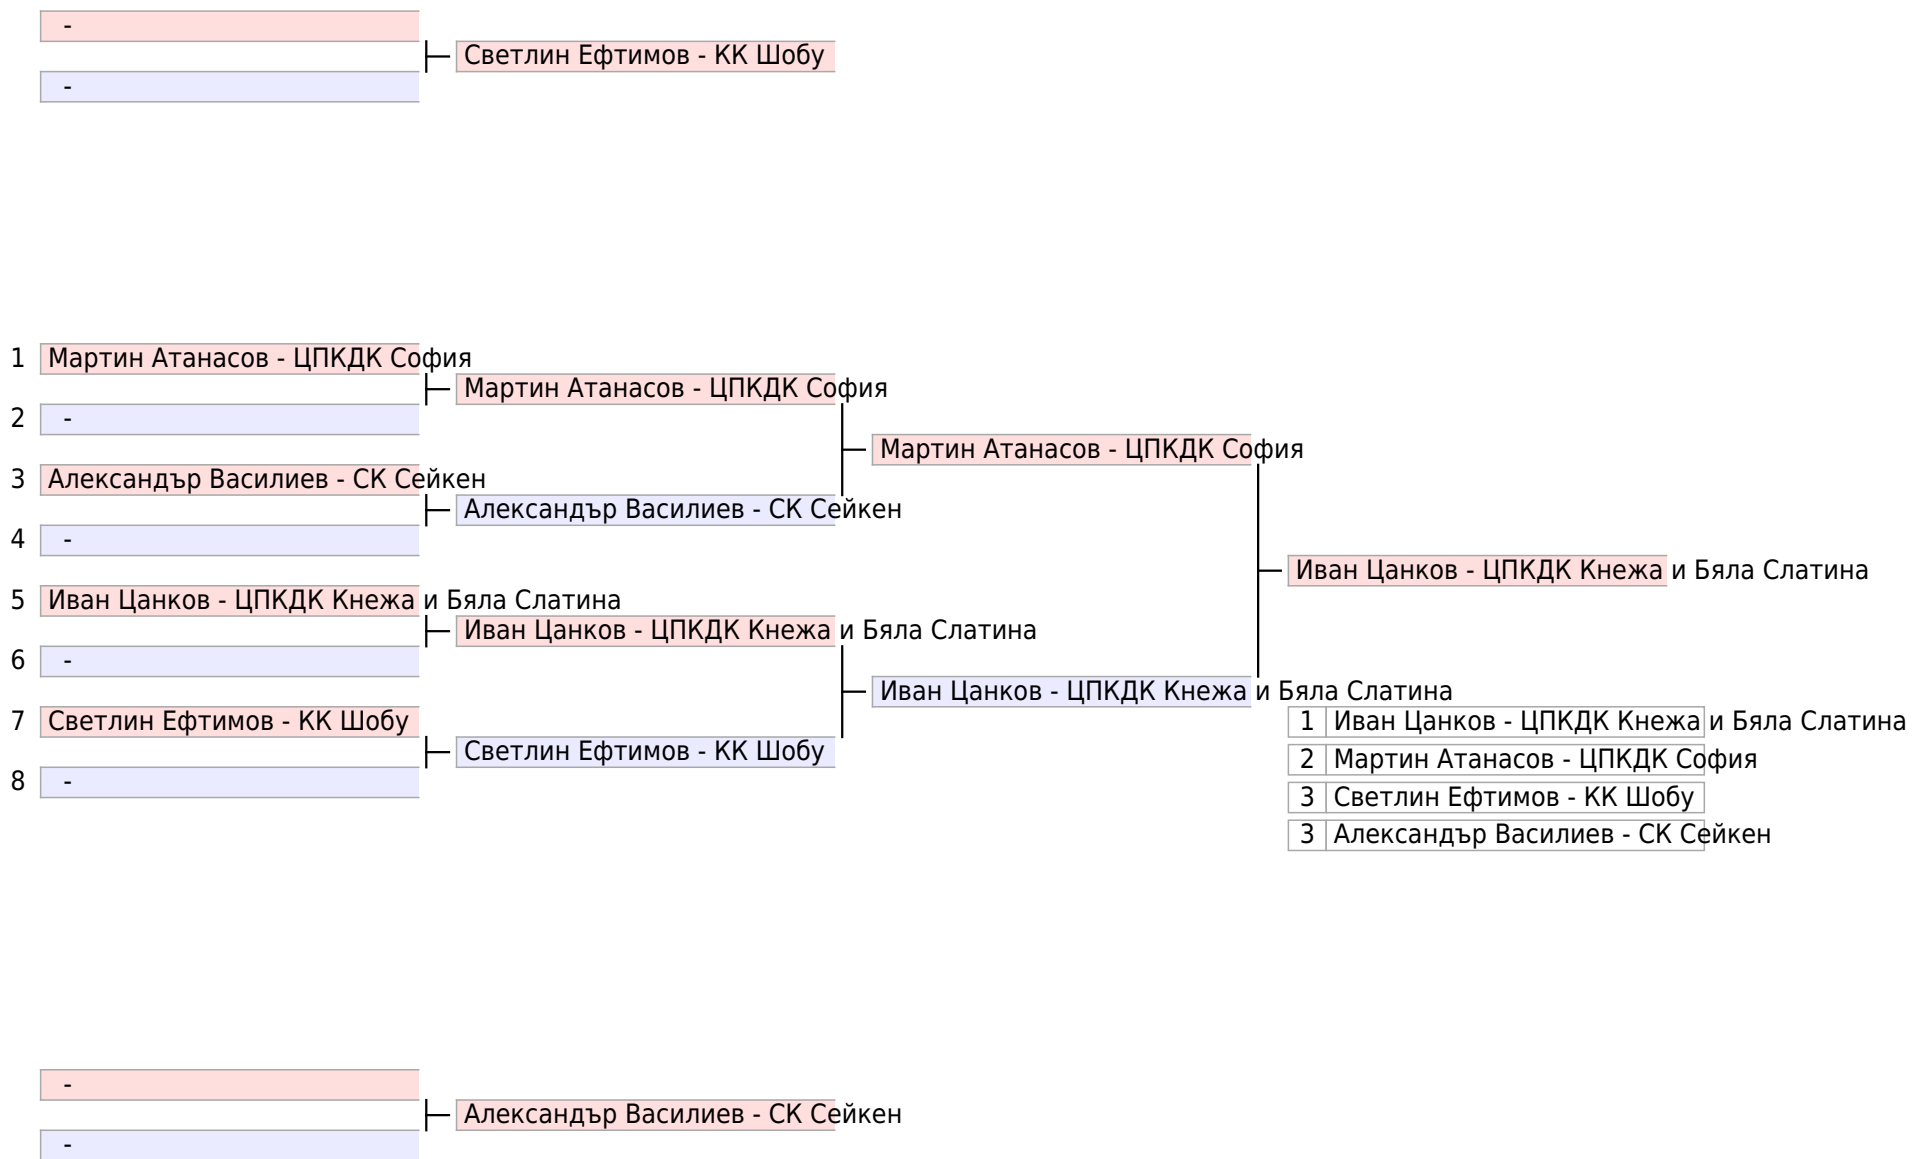 -
Светлин Ефтимов - КК Шобу
-
1 Мартин Атанасов - ЦПКДК София
Мартин Атанасов - ЦПКДК София
2 -
Мартин Атанасов - ЦПКДК София
3 Александър Василиев - СК Сейкен
Александър Василиев - СК Сейкен
4 -
Иван Цанков - ЦПКДК Кнежа и Бяла Слатина
5 Иван Цанков - ЦПКДК Кнежа и Бяла Слатина
Иван Цанков - ЦПКДК Кнежа и Бяла Слатина
6 -
Иван Цанков - ЦПКДК Кнежа и Бяла Слатина
7 Светлин Ефтимов - КК Шобу
Светлин Ефтимов - КК Шобу
8 -
1 Иван Цанков - ЦПКДК Кнежа и Бяла Слатина
2 Мартин Атанасов - ЦПКДК София
3 Светлин Ефтимов - КК Шобу
3 Александър Василиев - СК Сейкен
-
Александър Василиев - СК Сейкен
-